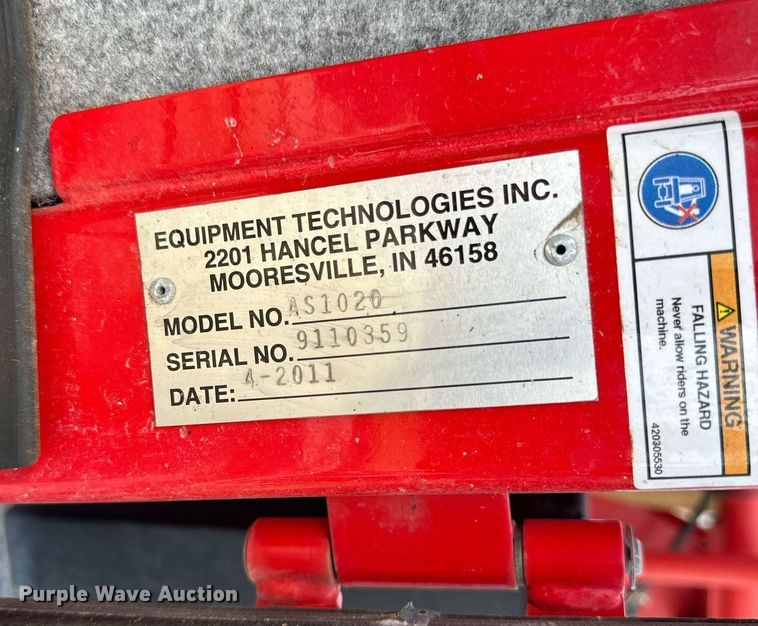 EQUIPMENT TECHNOLOGIES INC.
2201 HANCEL PARKWAY
MOORESVILLE, IN 46158
MODEL NO. AS1020
SERIAL NO. 9110359
DATE: 4-2011
WARNING
FALLING HAZARD
Never allow riders on the
machine.
420305530
Purple Wave Auction